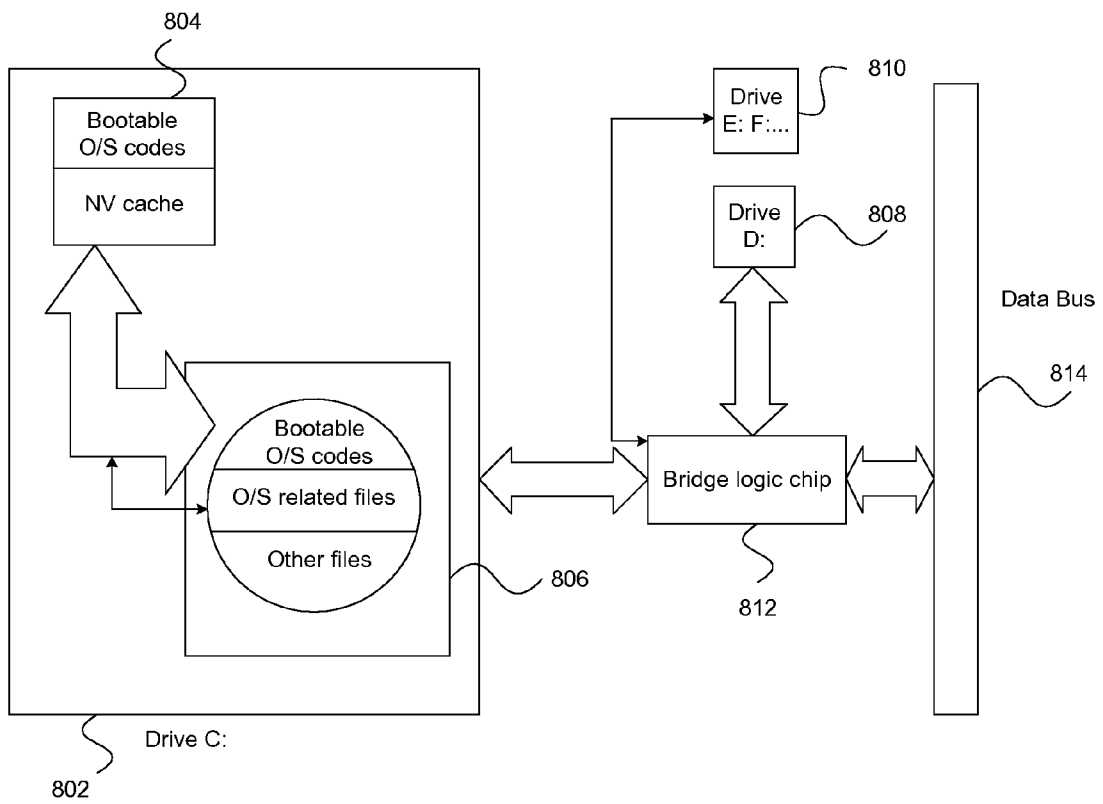 804
Bootable
O/S codes
NV cache
Drive
E: F:...
810
Drive
D:
808
Data Bus
814
Bootable
O/S codes
O/S related files
Other files
806
Bridge logic chip
812
Drive C:
802